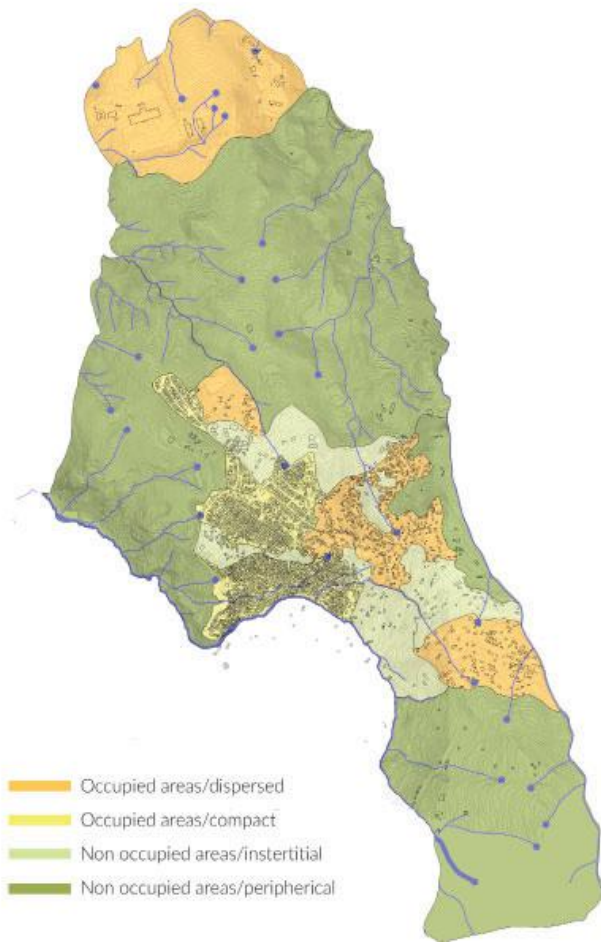 Occupied areas/dispersed
Occupied areas/compact
Non occupied areas/instertitial
Non occupied areas/peripherical